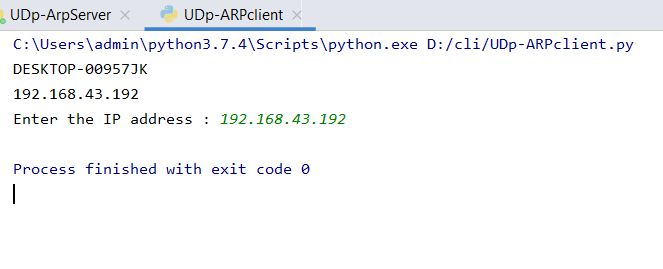 UDp-ArpServer UDp-ARPclient
C:\Users\admin\python3.7.4\Scripts\python.exe D:/cli/UDp-ARPclient.py
DESKTOP-00957JK
192.168.43.192
Enter the IP address : 192.168.43.192
Process finished with exit code 0